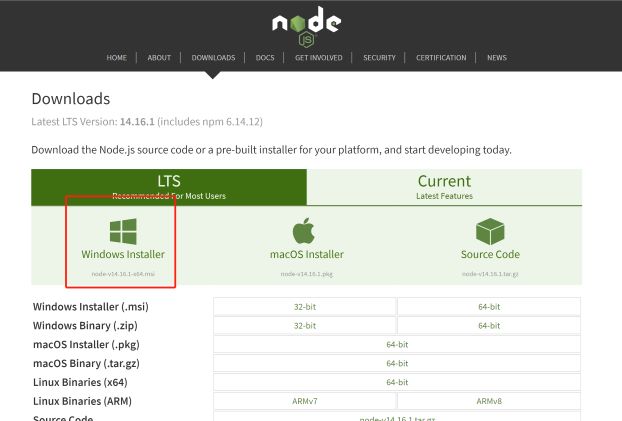 node
JS
HOME ABOUT DOWNLOADS DOCS GET INVOLVED SECURITY CERTIFICATION NEWS
Downloads
Latest LTS Version: 14.16.1 (includes npm 6.14.12)
Download the Node.js source code or a pre-built installer for your platform, and start developing today.
LTS Current
Recommended For Most Users Latest Features
Windows Installer macOS Installer Source Code
node-v14.16.1-x64.msi node-v14.16.1.pkg node-v14.16.1.tar.gz
Windows Installer (.msi) 32-bit 64-bit
Windows Binary (.zip) 32-bit 64-bit
macOS Installer (.pkg) 64-bit
macOS Binary (.tar.gz) 64-bit
Linux Binaries (x64) 64-bit
Linux Binaries (ARM) ARMv7 ARMv8
Source Code node-v14.16.1.tar.gz